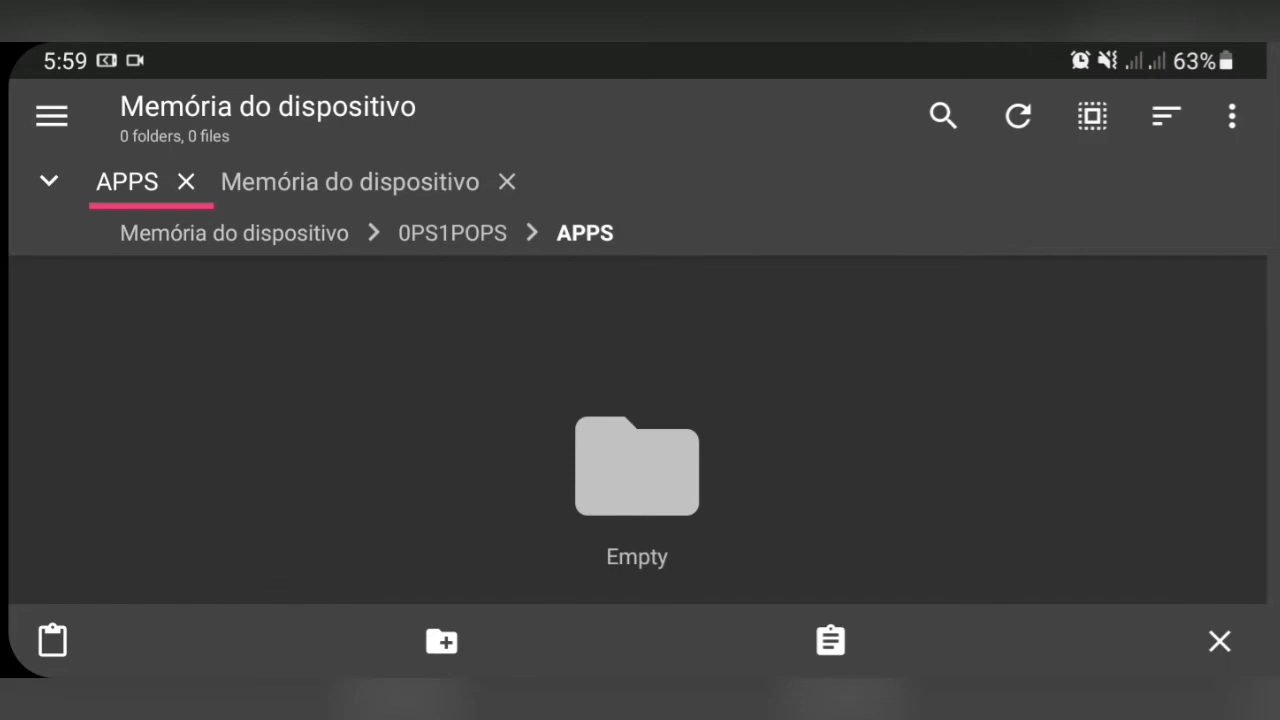 5:59 63%
Memória do dispositivo
0 folders, 0 files
APPS Memória do dispositivo
Memória do dispositivo 0PS1POPS APPS
Empty